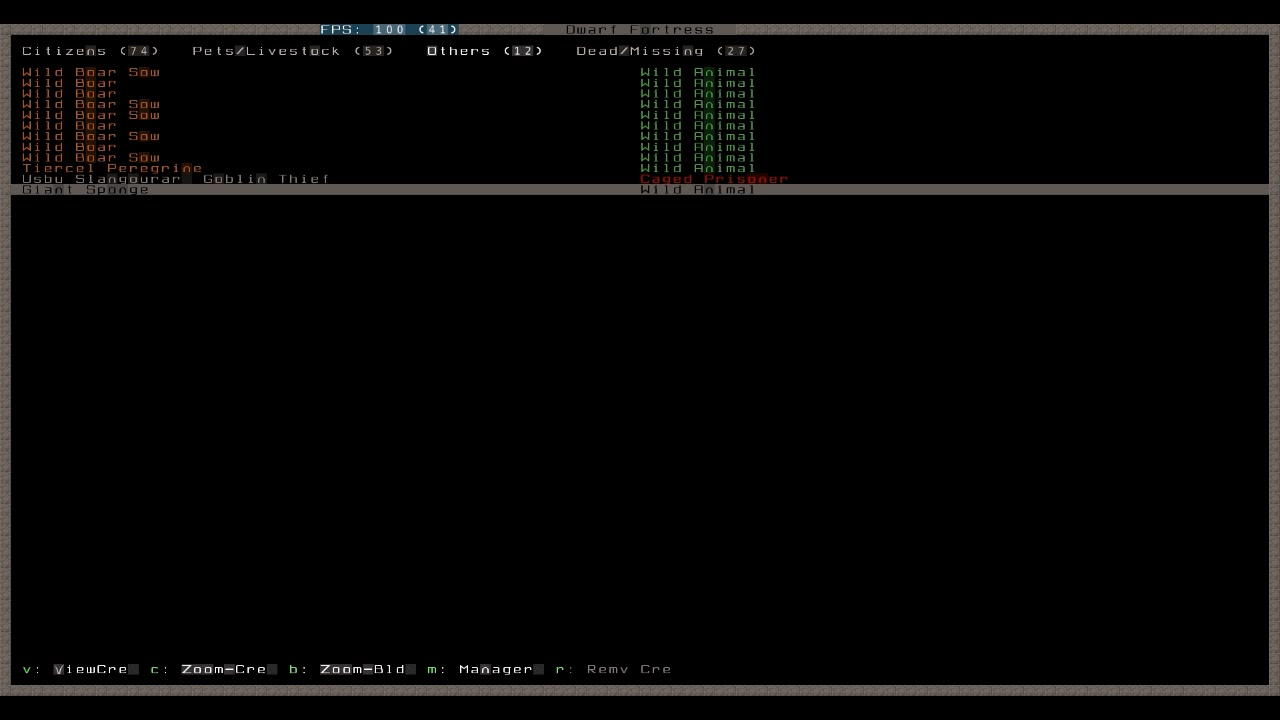 FPS: 100 (41) Dwarf Fortress
Citizens (74) Pets/Livestock (53) Others (12) Dead/Missing (27)
Wild Boar Sow Wild Animal
Wild Boar Wild Animal
Wild Boar Wild Animal
Wild Boar Sow Wild Animal
Wild Boar Sow Wild Animal
Wild Boar Wild Animal
Wild Boar Sow Wild Animal
Wild Boar Wild Animal
Wild Boar Sow Wild Animal
Tiercel Peregrine Wild Animal
Usbu Slangourar Goblin Thief Caged Prisoner
Giant Sponge Wild Animal
v: ViewCre c: Zoom-Cre b: Zoom-Bld m: Manager r: Remv Cre